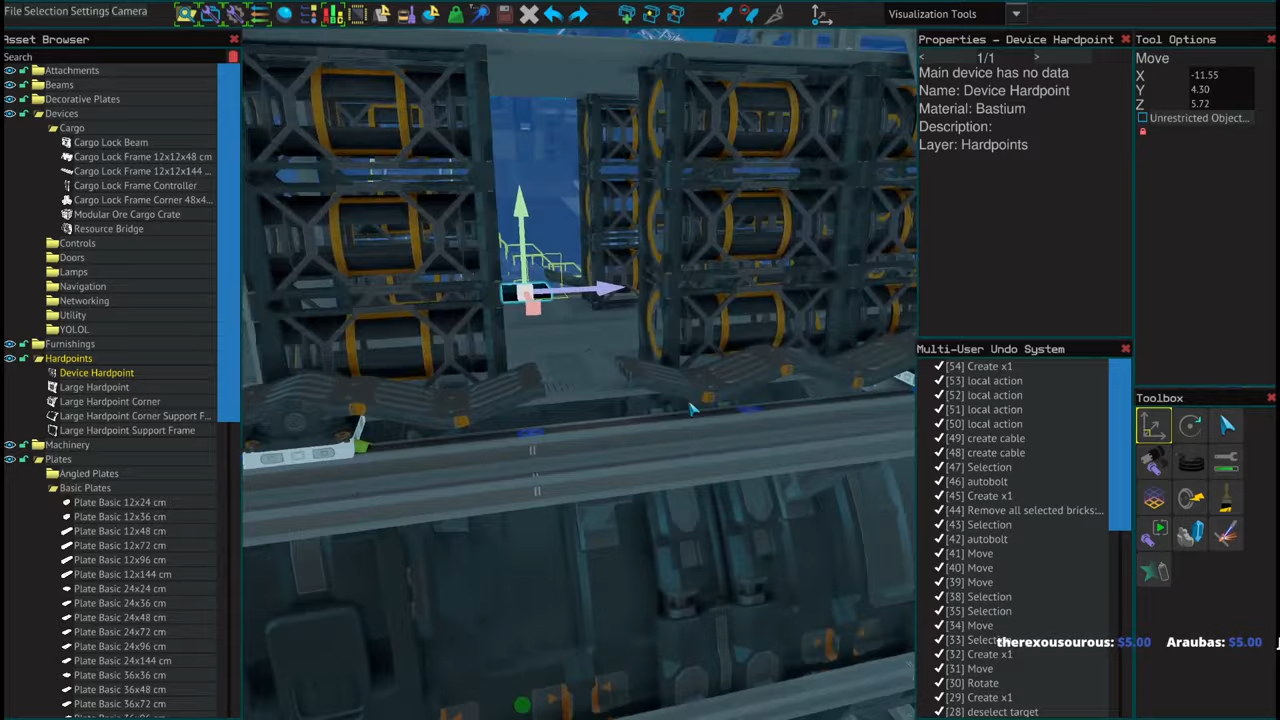 File Selection Settings Camera
Visualization Tools
Asset Browser
Search
Attachments
Beams
Decorative Plates
Devices
Cargo
Cargo Lock Beam
Cargo Lock Frame 12x12x48 cm
Cargo Lock Frame 12x12x144 ...
Cargo Lock Frame Controller
Cargo Lock Frame Corner 48x4...
Modular Ore Cargo Crate
Resource Bridge
Controls
Doors
Lamps
Navigation
Networking
Utility
YOLOL
Furnishings
Hardpoints
Device Hardpoint
Large Hardpoint
Large Hardpoint Corner
Large Hardpoint Corner Support F...
Large Hardpoint Support Frame
Machinery
Plates
Angled Plates
Basic Plates
Plate Basic 12x24 cm
Plate Basic 12x36 cm
Plate Basic 12x48 cm
Plate Basic 12x72 cm
Plate Basic 12x96 cm
Plate Basic 12x144 cm
Plate Basic 24x24 cm
Plate Basic 24x36 cm
Plate Basic 24x48 cm
Plate Basic 24x72 cm
Plate Basic 24x96 cm
Plate Basic 24x144 cm
Plate Basic 36x36 cm
Plate Basic 36x48 cm
Plate Basic 36x72 cm
Properties - Device Hardpoint
< 1/1 >
Main device has no data
Name: Device Hardpoint
Material: Bastium
Description:
Layer: Hardpoints
Multi-User Undo System
[54] Create x1
[53] local action
[52] local action
[51] local action
[50] local action
[49] create cable
[48] create cable
[47] Selection
[46] autobolt
[45] Create x1
[44] Remove all selected bricks:...
[43] Selection
[42] autobolt
[41] Move
[40] Move
[39] Move
[38] Selection
[35] Selection
[34] Move
[33] Selec
[32] Create x1
[31] Move
[30] Rotate
[29] Create x1
[28] deselect target
Tool Options
Move
X -11.55
Y 4.30
Z 5.72
Unrestricted Object...
Toolbox
therexousourous: $5.00 Araubas: $5.00